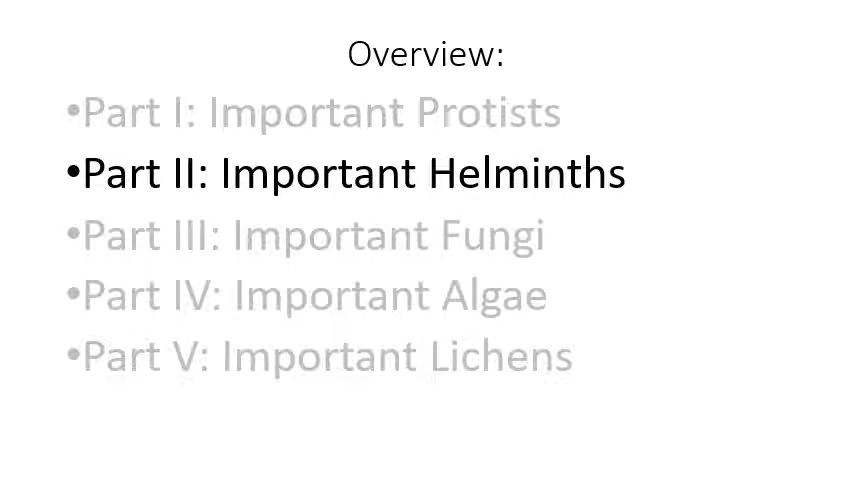 Overview:
•Part I: Important Protists
•Part II: Important Helminths
•Part III: Important Fungi
•Part IV: Important Algae
•Part V: Important Lichens